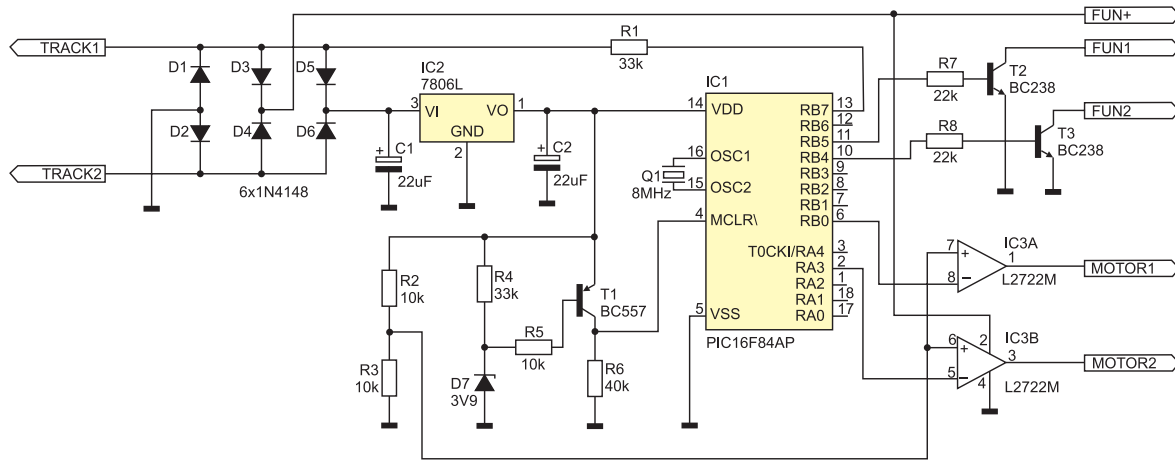 FUN+
TRACK1
R1
33k
FUN1
D1
D3
D5
IC2
7806L
IC1
R7
22k
T2
BC238
3
VI
VO
1
GND
2
14
VDD
RB7
13
RB6
12
RB5
11
RB4
10
RB3
9
RB2
8
RB1
7
RB0
6
FUN2
D2
D4
D6
+
C1
22uF
+
C2
22uF
16
OSC1
Q1
8MHz
15
OSC2
R8
22k
T3
BC238
TRACK2
6x1N4148
4
MCLR\
T0CKI/RA4
3
RA3
2
RA2
1
RA1
18
RA0
17
IC3A
7
+
1
8
−
L2722M
MOTOR1
R2
10k
R4
33k
T1
BC557
R5
10k
5
VSS
PIC16F84AP
IC3B
6
+
2
3
5
−
4
L2722M
MOTOR2
R3
10k
D7
3V9
R6
40k